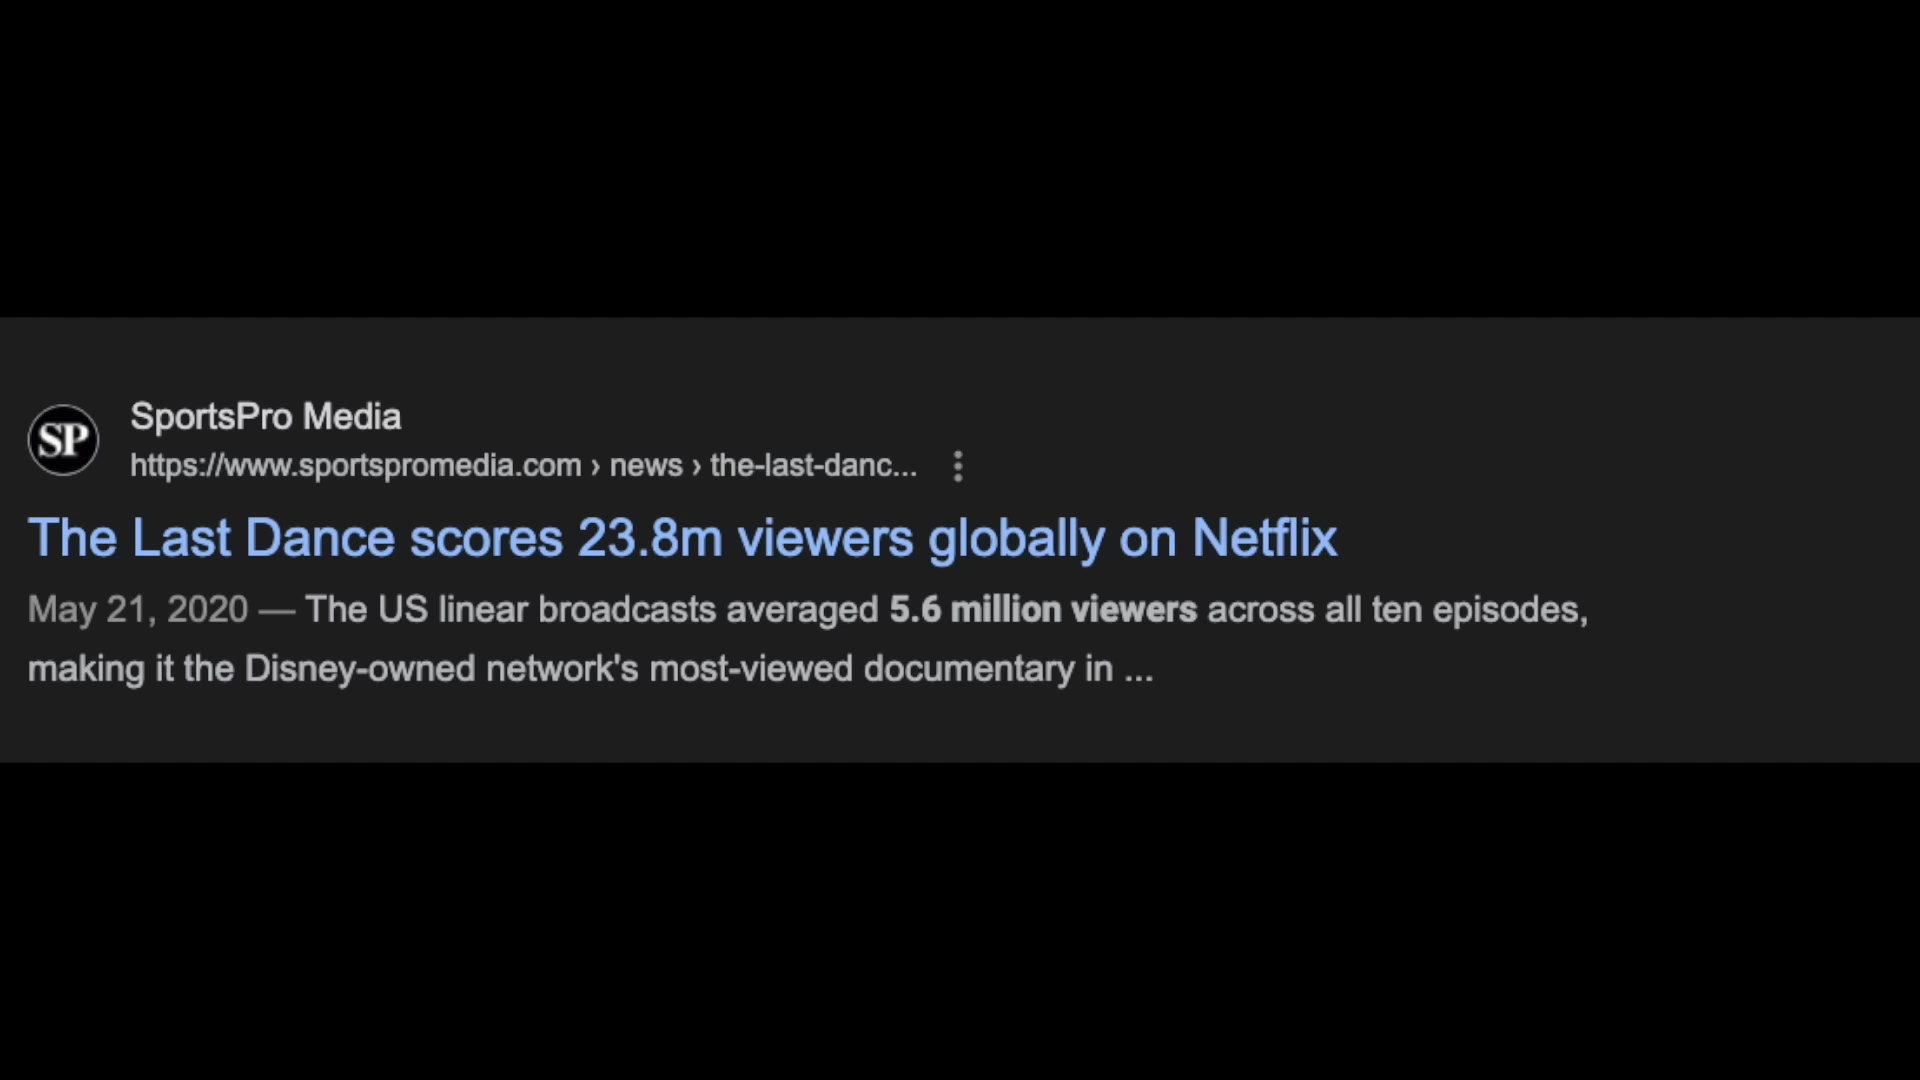 SP
SportsPro Media
https://www.sportspromedia.com › news › the-last-danc...
The Last Dance scores 23.8m viewers globally on Netflix
May 21, 2020 — The US linear broadcasts averaged 5.6 million viewers across all ten episodes,
making it the Disney-owned network's most-viewed documentary in ...